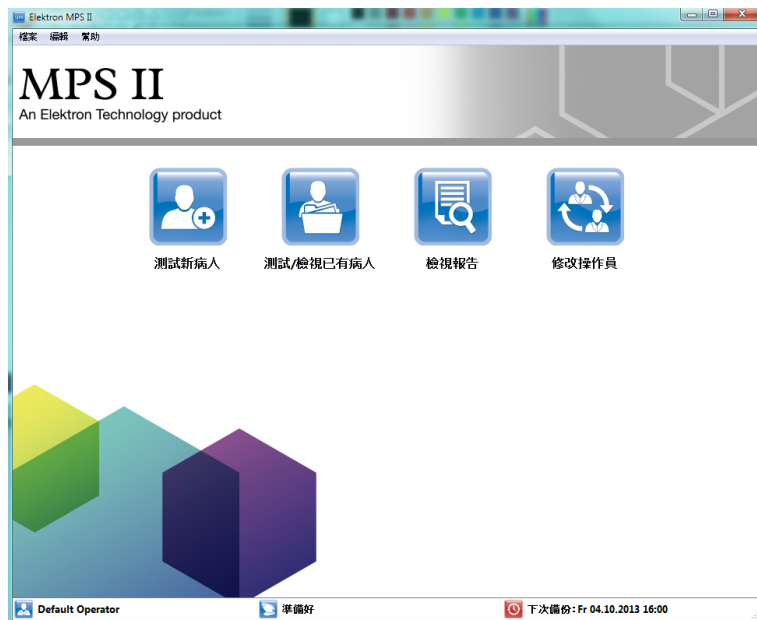 Elektron MPS II
檔案 編輯 幫助
MPS II
An Elektron Technology product
測試新病人 測試/檢視已有病人 檢視報告 修改操作員
Default Operator 準備好 下次備份: Fr 04.10.2013 16:00